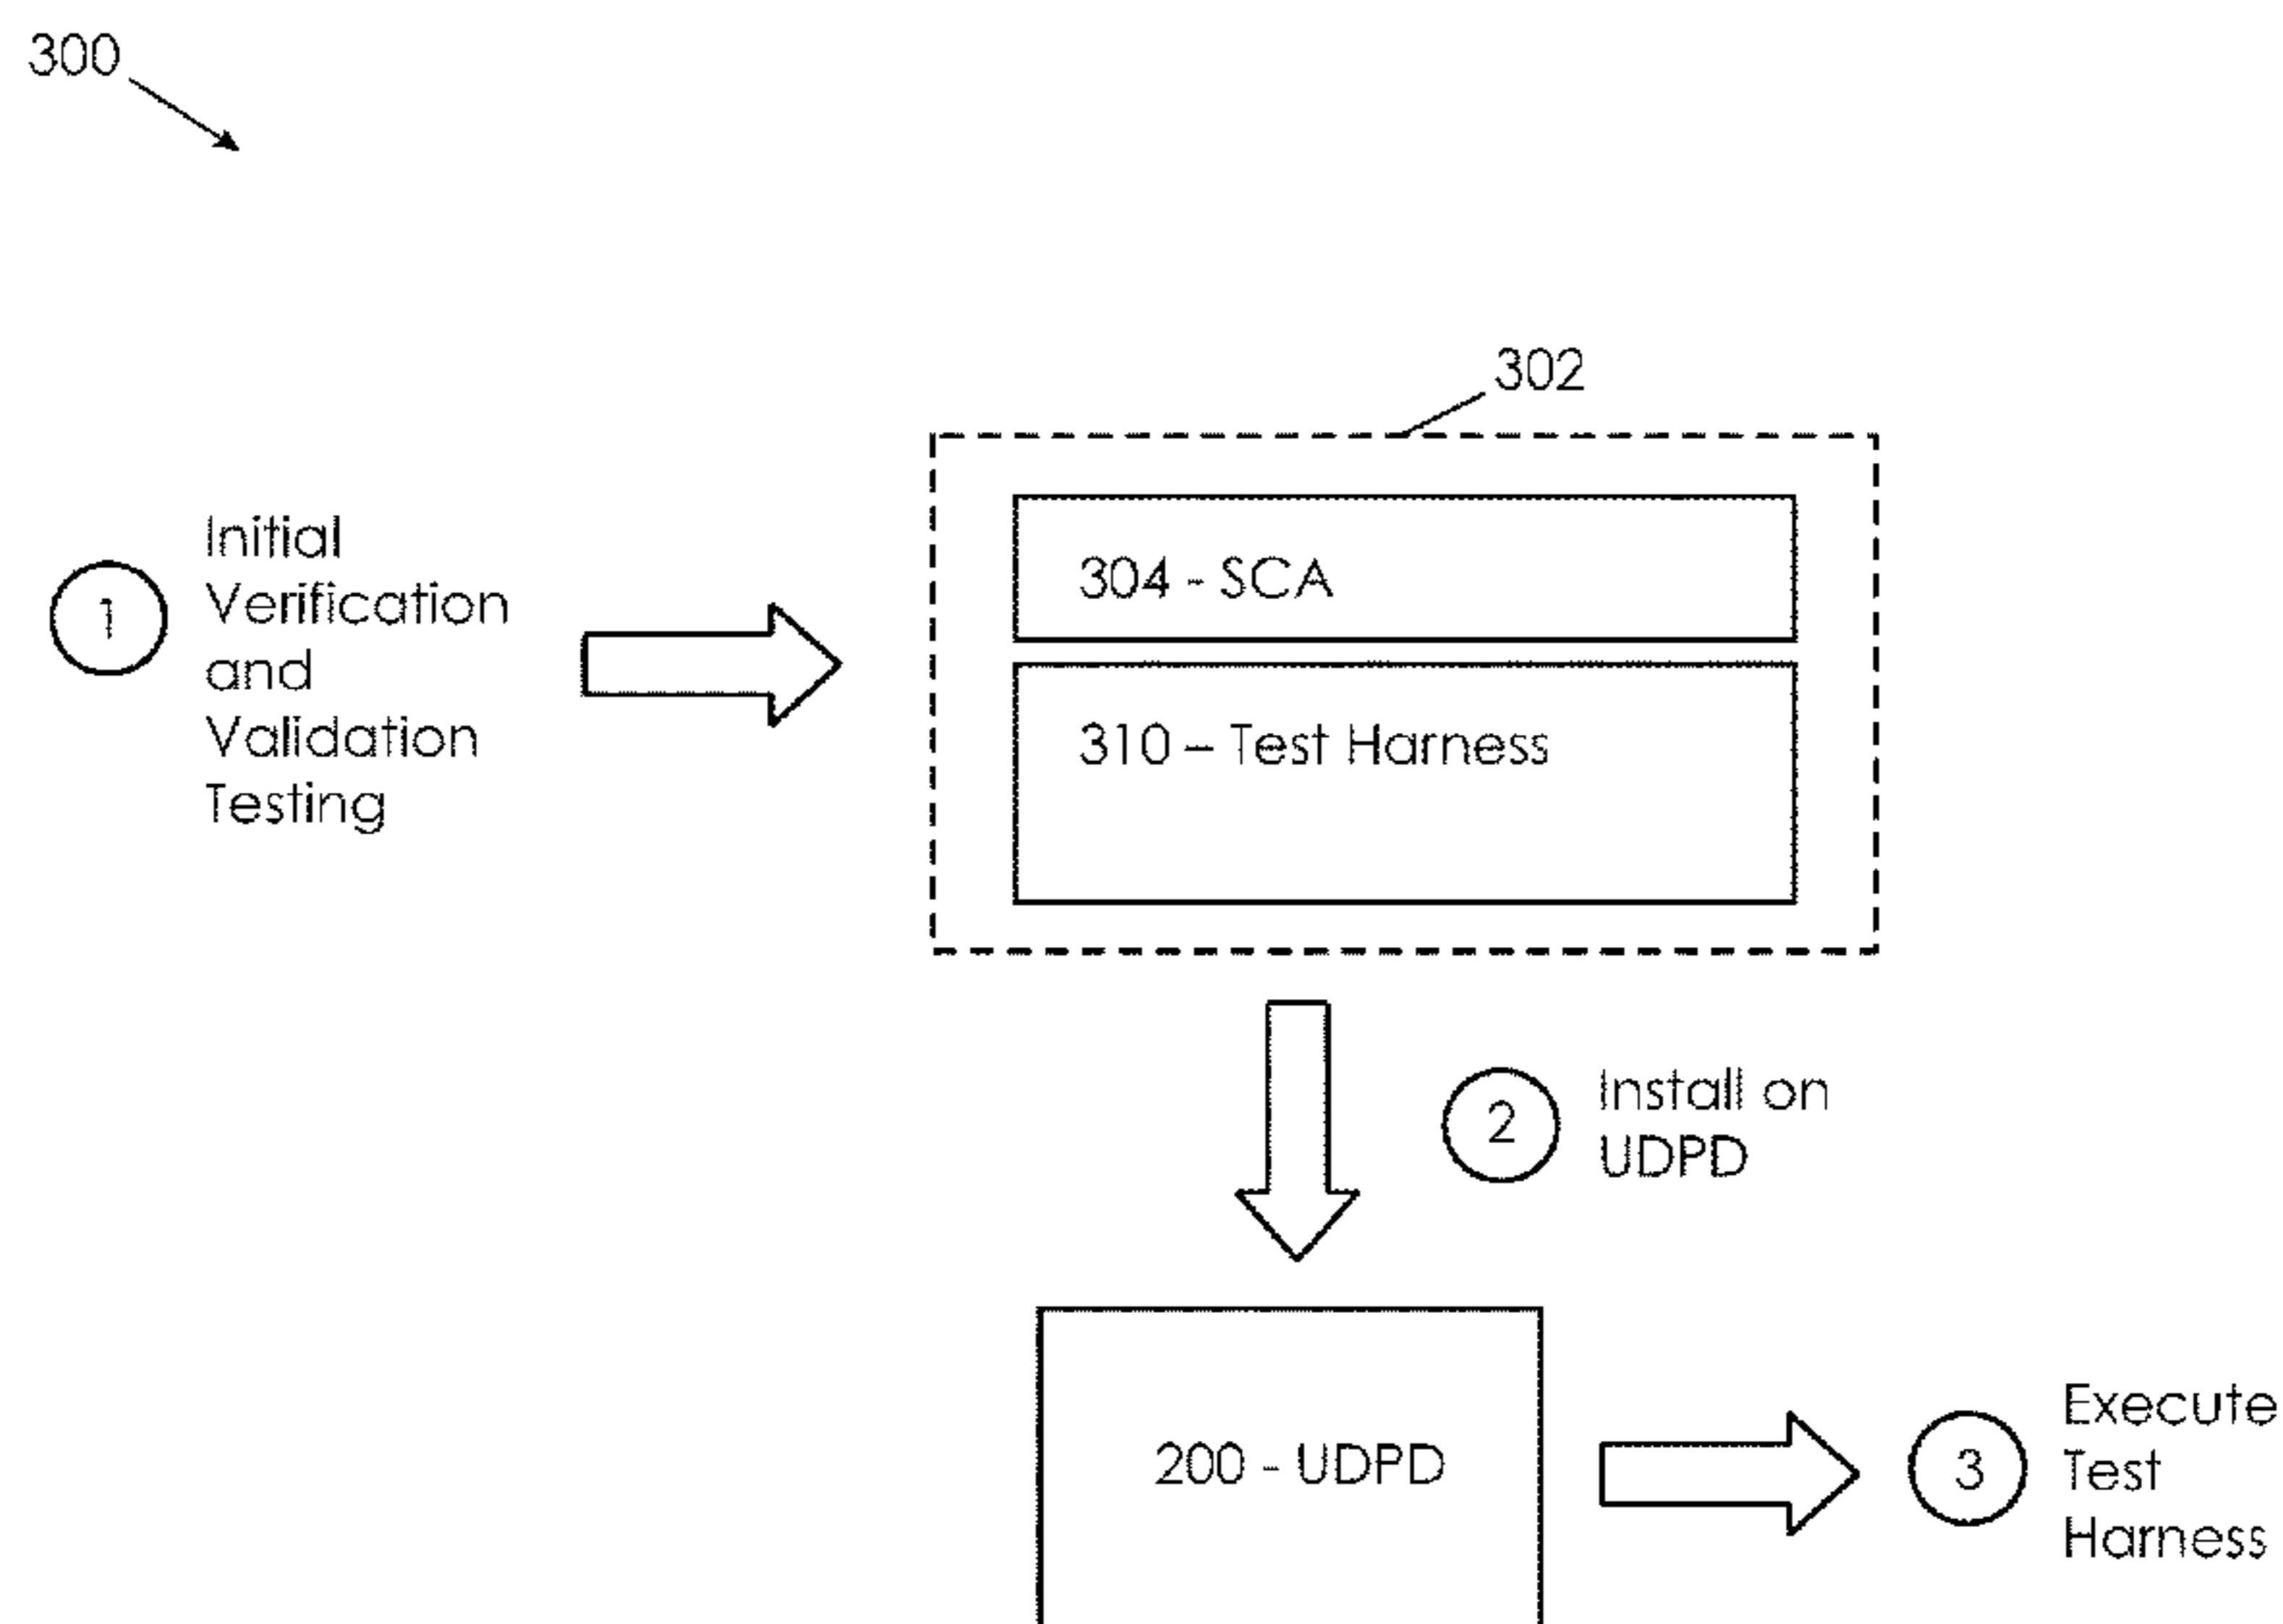 300
302
304 - SCA
1
Initial
Verification
and
Validation
Testing
310 – Test Harness
2
Install on
UDPD
200 - UDPD
3
Execute
Test
Harness